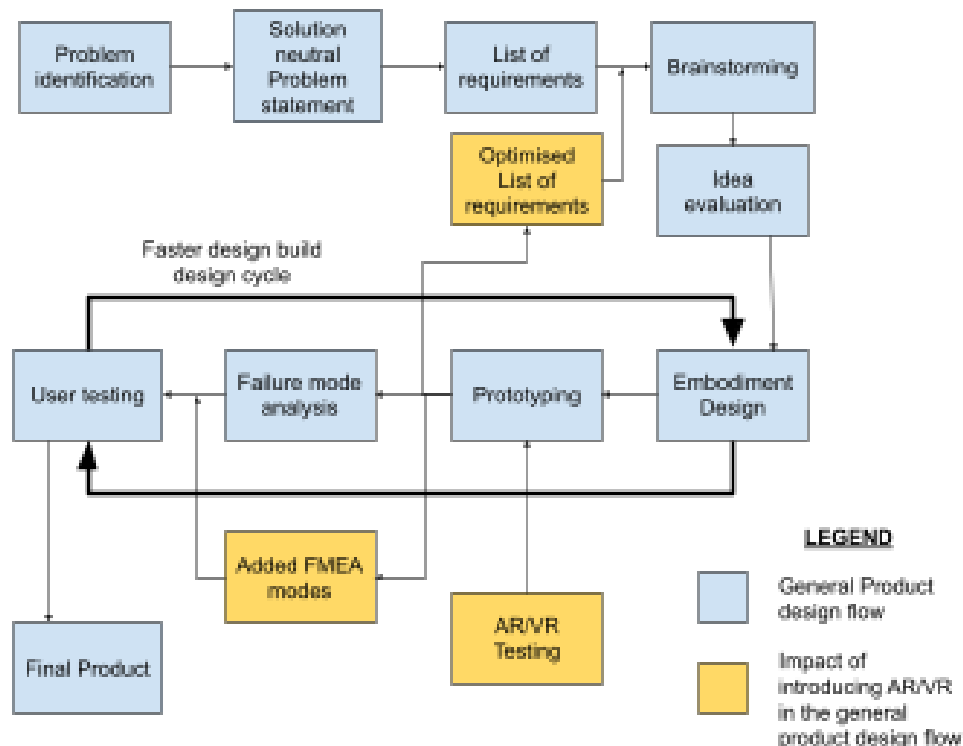 Problem
identification
Solution
neutral
Problem
statement
List of
requirements
Brainstorming
Optimised
List of
requirements
Idea
evaluation
Faster design build
design cycle
User testing
Failure mode
analysis
Prototyping
Embodiment
Design
Added FMEA
modes
AR/VR
Testing
Final Product
LEGEND
General Product
design flow
Impact of
introducing AR/VR
in the general
product design flow